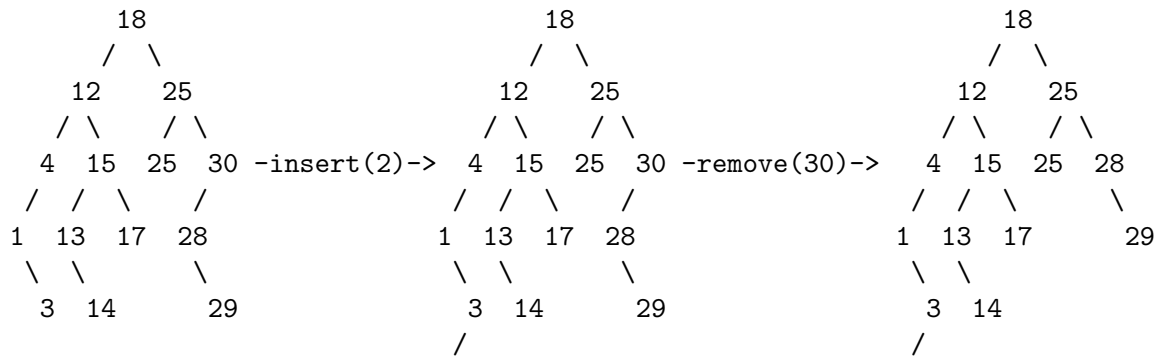 18 18 18
/ \ / \ / \
12 25 12 25 12 25
/ \ / \ / \ / \ / \ / \
4 15 25 30 -insert(2)-> 4 15 25 30 -remove(30)-> 4 15 25 28
/ / \ / / / \ / / / \ \
1 13 17 28 1 13 17 28 1 13 17 29
\ \ \ \ \ \ \ \
3 14 29 3 14 29 3 14
/ /